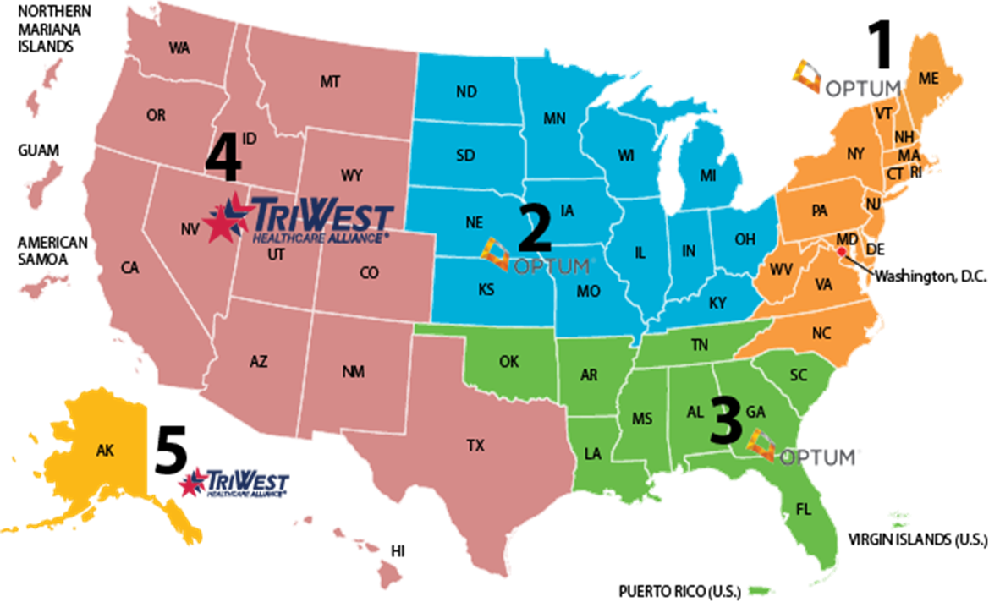 NORTHERN
MARIANA
ISLANDS
GUAM
AMERICAN
SAMOA
WA
OR
CA
NV
ID
MT
WY
UT
CO
AZ
NM
TX
HI
4
TRIWEST
HEALTHCARE ALLIANCE®
AK
5
TRIWEST
HEALTHCARE ALLIANCE®
ND
SD
NE
KS
MN
IA
MO
WI
IL
MI
IN
OH
KY
2
OPTUM®
OK
AR
LA
TN
MS
AL
GA
SC
FL
3
OPTUM®
PUERTO RICO (U.S.)
VIRGIN ISLANDS (U.S.)
1
OPTUM
ME
VT
NH
MA
CT RI
NY
PA
NJ
MD
DE
Washington, D.C.
WV
VA
NC